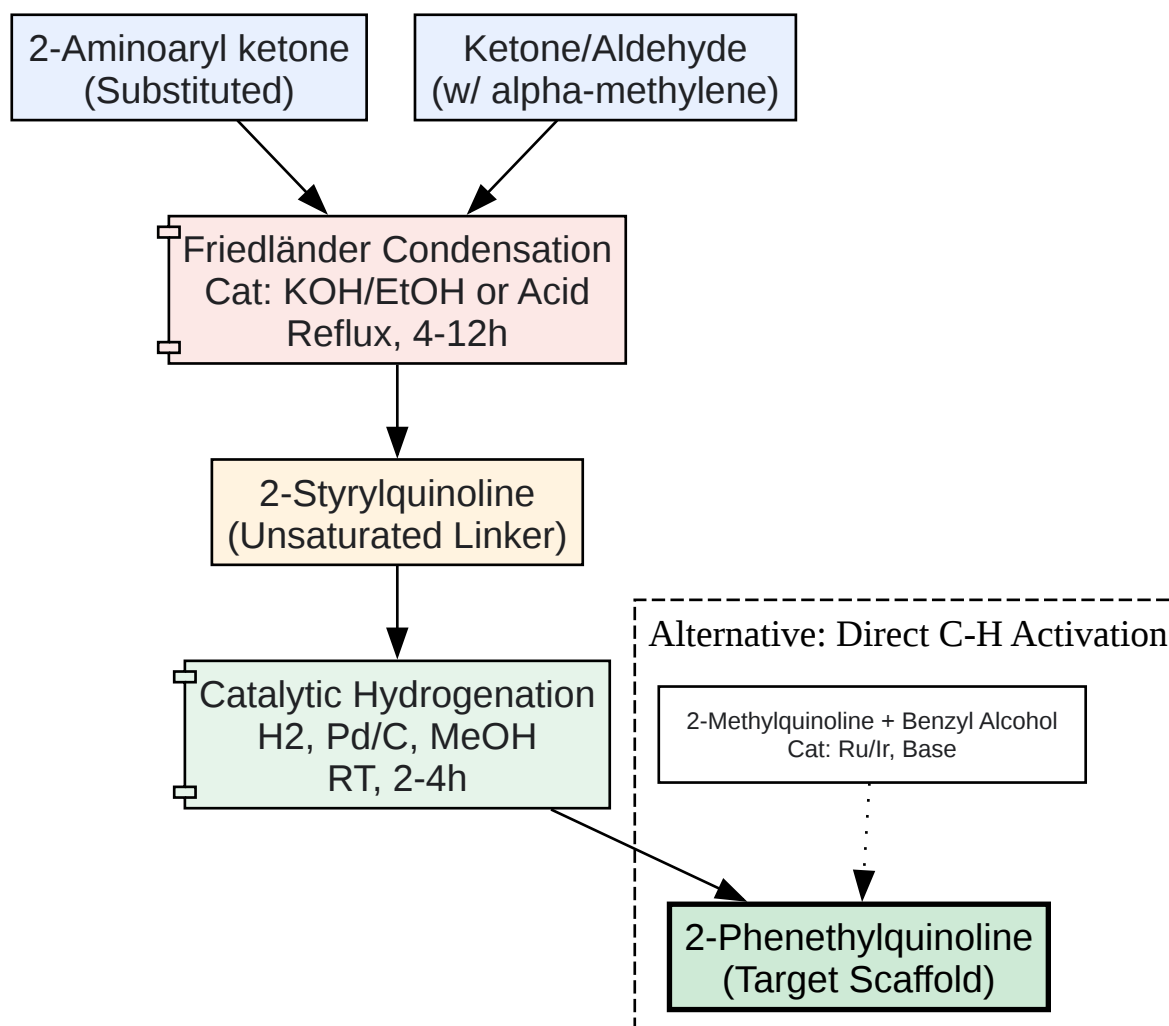 2-Aminoaryl ketone
(Substituted)
Ketone/Aldehyde
(w/ alpha-methylene)
Friedländer Condensation
Cat: KOH/EtOH or Acid
Reflux, 4-12h
2-Styrylquinoline
(Unsaturated Linker)
Catalytic Hydrogenation
H2, Pd/C, MeOH
RT, 2-4h
Alternative: Direct C-H Activation
2-Methylquinoline + Benzyl Alcohol
Cat: Ru/Ir, Base
2-Phenethylquinoline
(Target Scaffold)